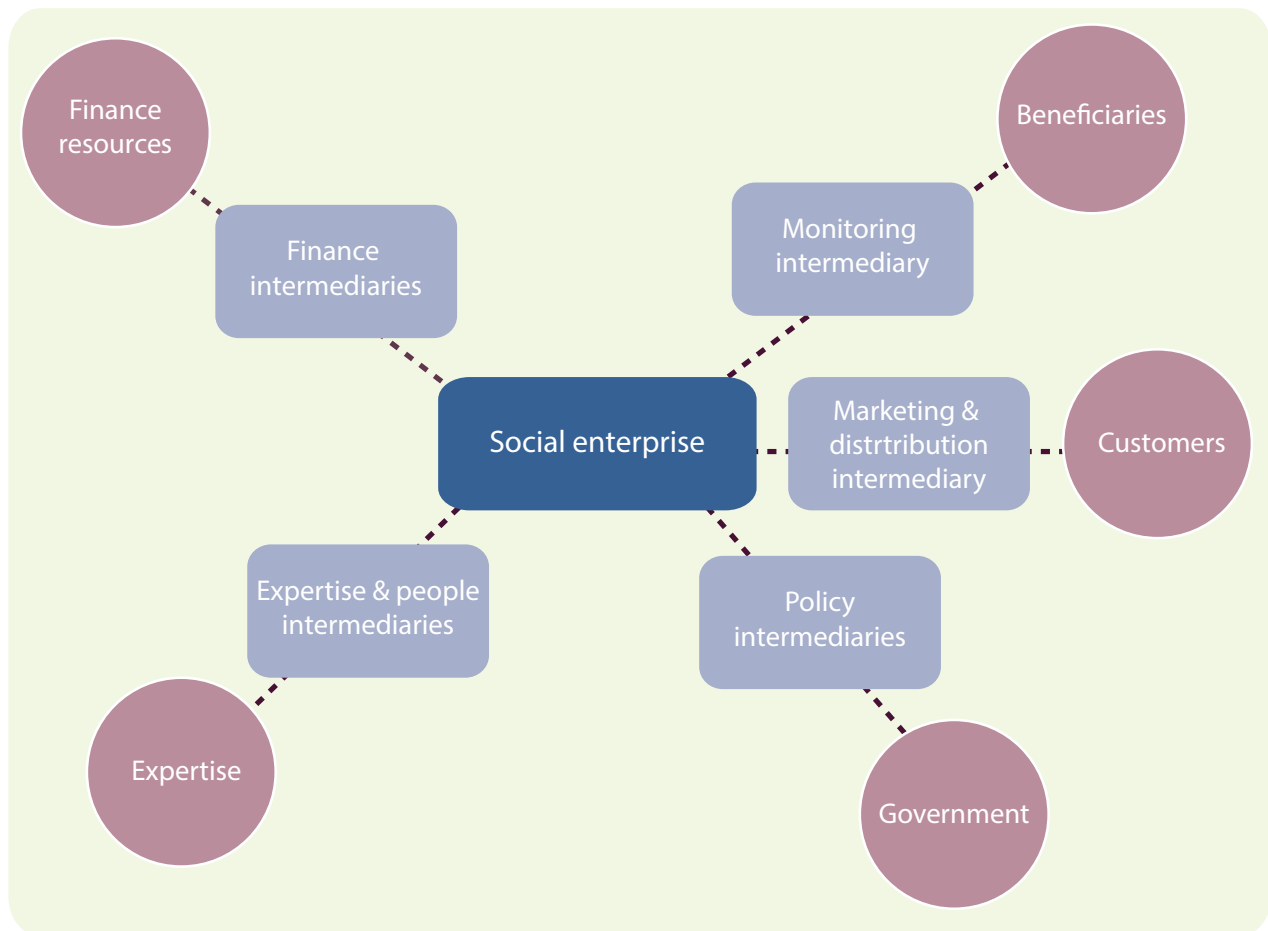 Finance
resources
Beneficiaries
Finance
intermediaries
Monitoring
intermediary
Social enterprise
Marketing &
distrtribution
intermediary
Customers
Expertise & people
intermediaries
Policy
intermediaries
Expertise
Government